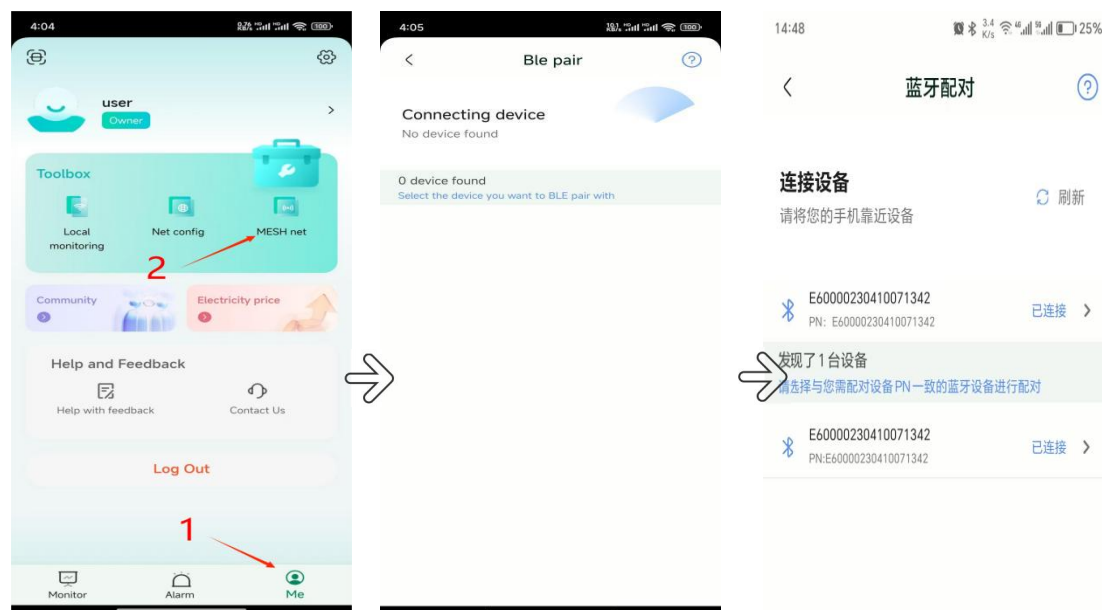 4:04
100
user
Owner
Toolbox
Local
monitoring
Net config
MESH net
2
Community
Electricity price
Help and Feedback
Help with feedback
Contact Us
Log Out
1
Monitor
Alarm
Me
4:05
100
Ble pair
?
Connecting device
No device found
0 device found
Select the device you want to BLE pair with
14:48
3.4
K/s
25%
蓝牙配对
?
连接设备
刷新
请将您的手机靠近设备
E60000230410071342
已连接
PN: E60000230410071342
发现了1台设备
请选择与您需配对设备PN一致的蓝牙设备进行配对
E60000230410071342
已连接
PN:E60000230410071342